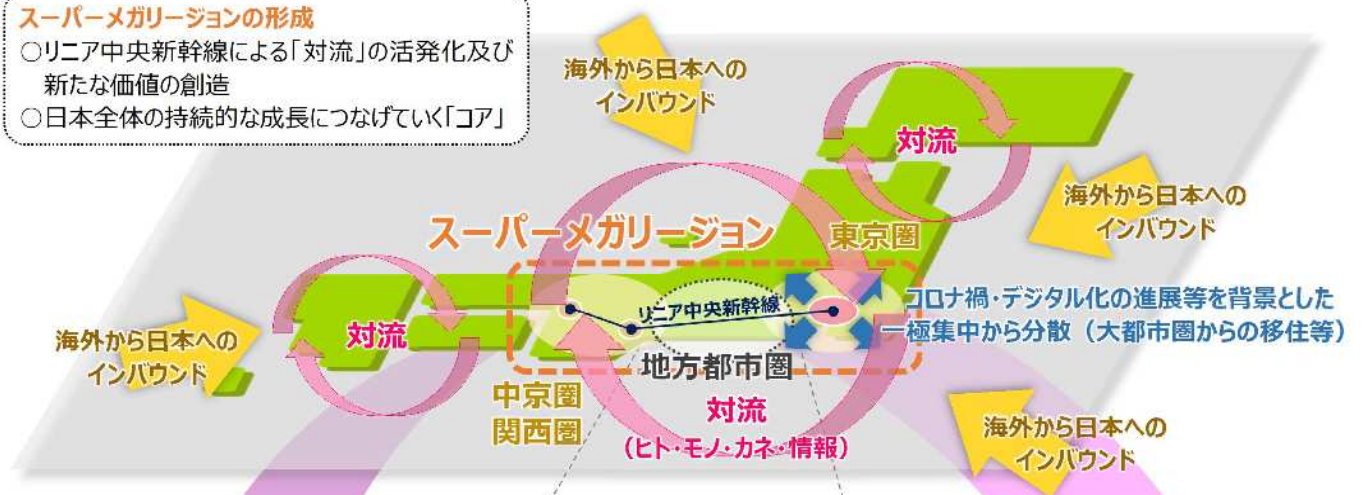 スーパーメガリージョンの形成
○リニア中央新幹線による「対流」の活発化及び
新たな価値の創造
○日本全体の持続的な成長につなげていく「コア」
海外から日本への
インバウンド
対流
海外から日本への
インバウンド
スーパーメガリージョン
東京圏
コロナ禍・デジタル化の進展等を背景とした
一極集中から分散（大都市圏からの移住等）
リニア中央新幹線
対流
海外から日本への
インバウンド
地方都市圏
中京圏
関西圏
対流
（ヒト・モノ・カネ・情報）
海外から日本への
インバウンド